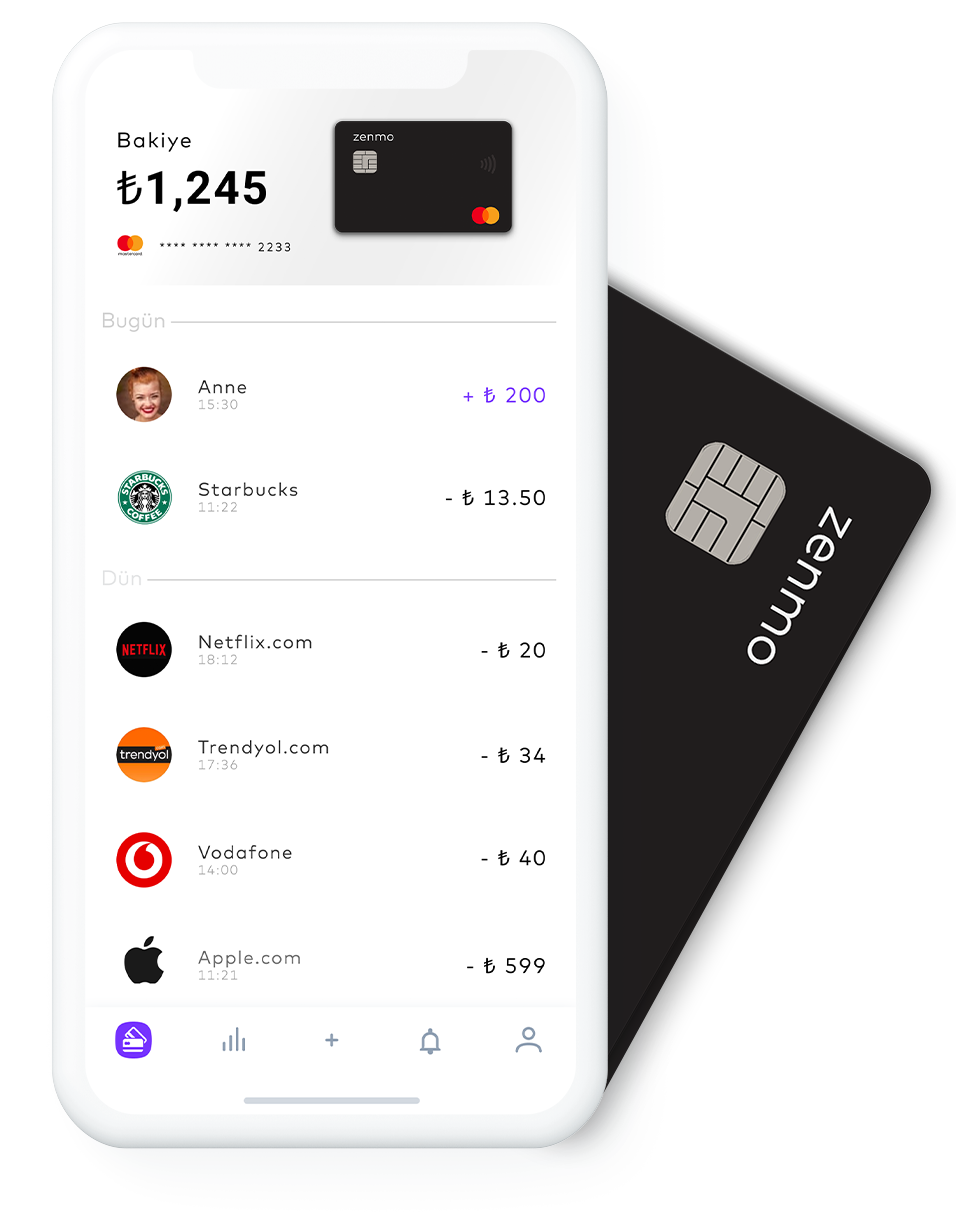 Bakiye
₺1,245
**** **** **** 2233
mastercard
zenmo
Bugün
Anne
15:30
+ ₺ 200
STARBUCKS
COFFEE
Starbucks
11:22
- ₺ 13.50
Dün
NETFLIX
Netflix.com
18:12
- ₺ 20
trendyol
Trendyol.com
17:36
- ₺ 34
Vodafone
14:00
- ₺ 40
Apple.com
11:21
- ₺ 599
zenmo